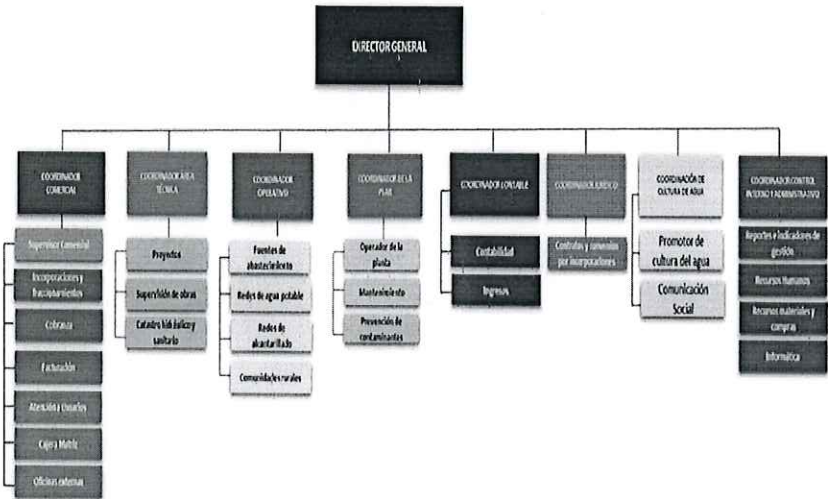 DIRECTOR GENERAL
COORDINADOR
COMERCIAL
Supervisor Comercial
Incorporaciones y
fraccionamientos
Cobranza
Facturación
Atención a Usuarios
Cajera Matriz
Oficinas externas
COORDINADOR AREA
TÉCNICA
Proyectos
Supervisión de obras
Catastro hidráulico y
sanitario
COORDINADOR
OPERATIVO
Fuentes de
abastecimiento
Redes de agua potable
Redes de
alcantarillado
Comunidades rurales
COORDINADOR DE LA
PTAR
Operador de la
planta
Mantenimiento
Prevención de
contaminantes
COORDINADOR CONTABLE
Contabilidad
Ingresos
COORDINADOR JURIDICO
Contratos y convenios
por incorporaciones
COORDINACIÓN DE
CULTURA DE AGUA
Promotor de
cultura del agua
Comunicación
Social
COORDINADOR CONTROL
INTERNO Y ADMINISTRATIVO
Reportes e indicadores de
gestión
Recursos Humanos
Recursos materiales y
compras
Informática